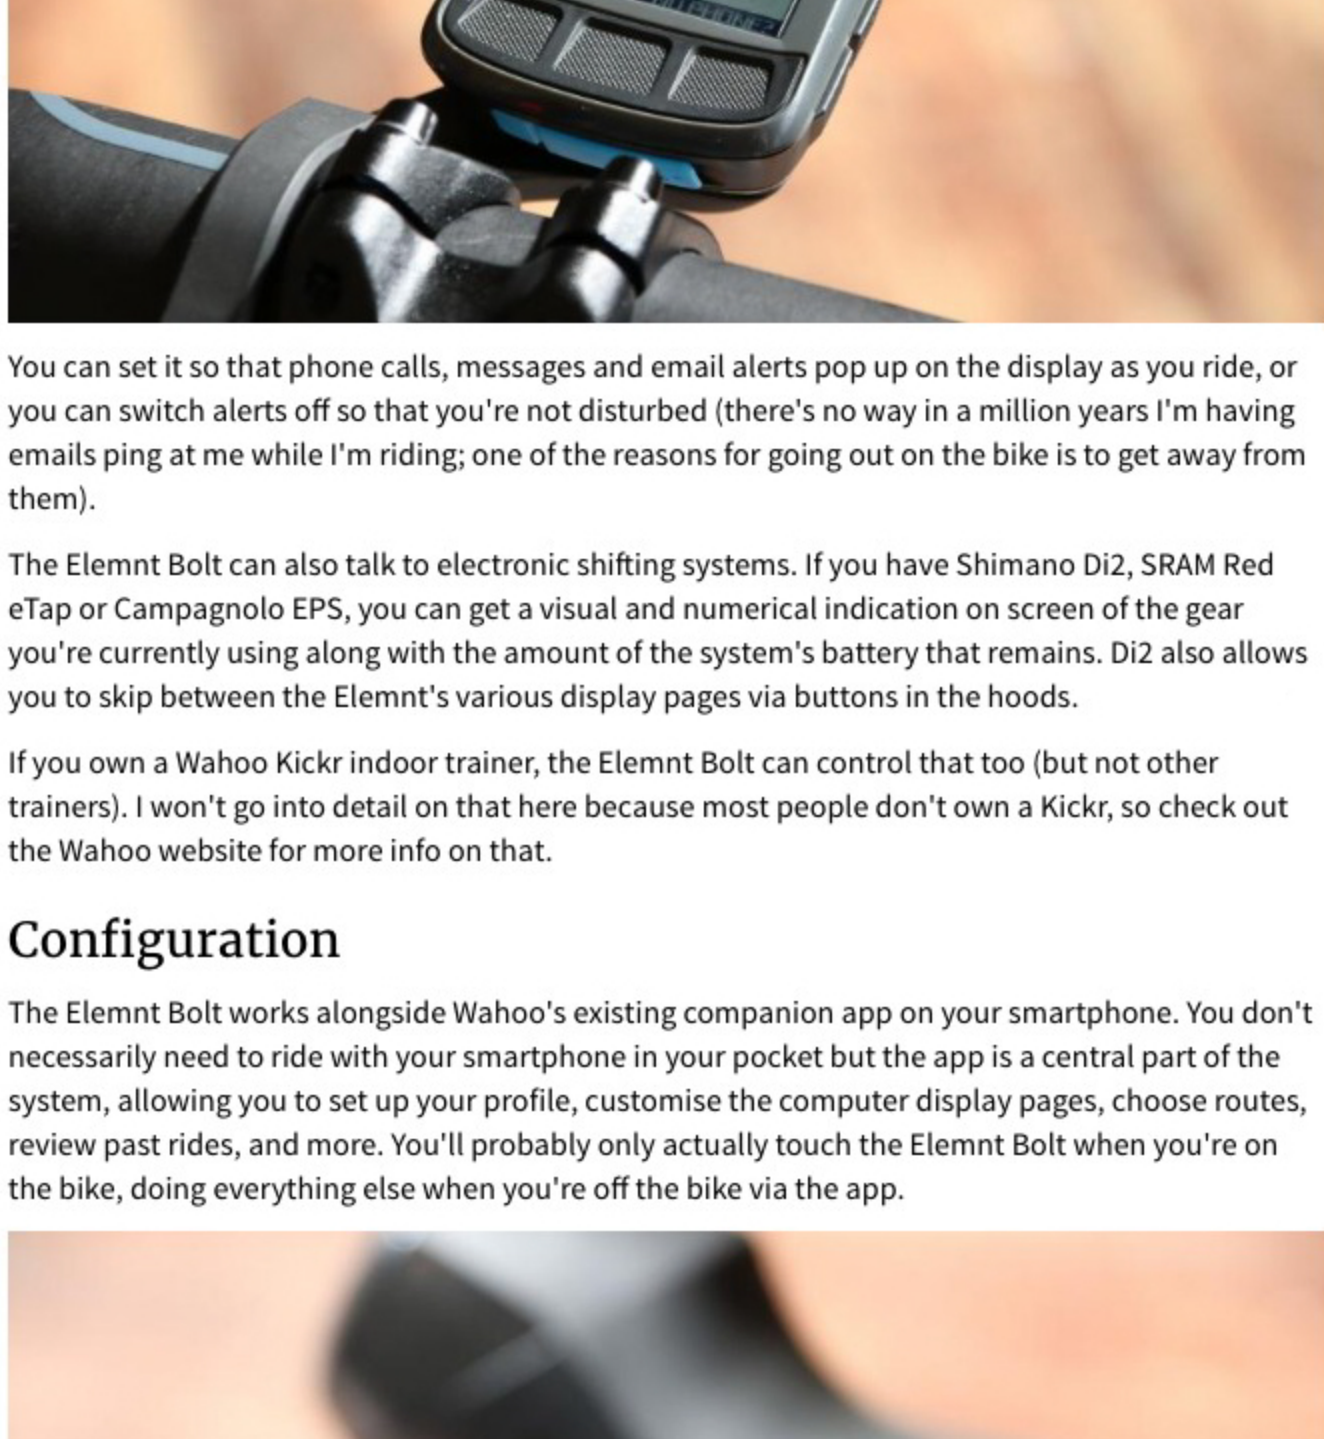 You can set it so that phone calls, messages and email alerts pop up on the display as you ride, or
you can switch alerts off so that you're not disturbed (there's no way in a million years I'm having
emails ping at me while I'm riding; one of the reasons for going out on the bike is to get away from
them).
The Elemnt Bolt can also talk to electronic shifting systems. If you have Shimano Di2, SRAM Red
eTap or Campagnolo EPS, you can get a visual and numerical indication on screen of the gear
you're currently using along with the amount of the system's battery that remains. Di2 also allows
you to skip between the Elemnt's various display pages via buttons in the hoods.
If you own a Wahoo Kickr indoor trainer, the Elemnt Bolt can control that too (but not other
trainers). I won't go into detail on that here because most people don't own a Kickr, so check out
the Wahoo website for more info on that.
Configuration
The Elemnt Bolt works alongside Wahoo's existing companion app on your smartphone. You don't
necessarily need to ride with your smartphone in your pocket but the app is a central part of the
system, allowing you to set up your profile, customise the computer display pages, choose routes,
review past rides, and more. You'll probably only actually touch the Elemnt Bolt when you're on
the bike, doing everything else when you're off the bike via the app.